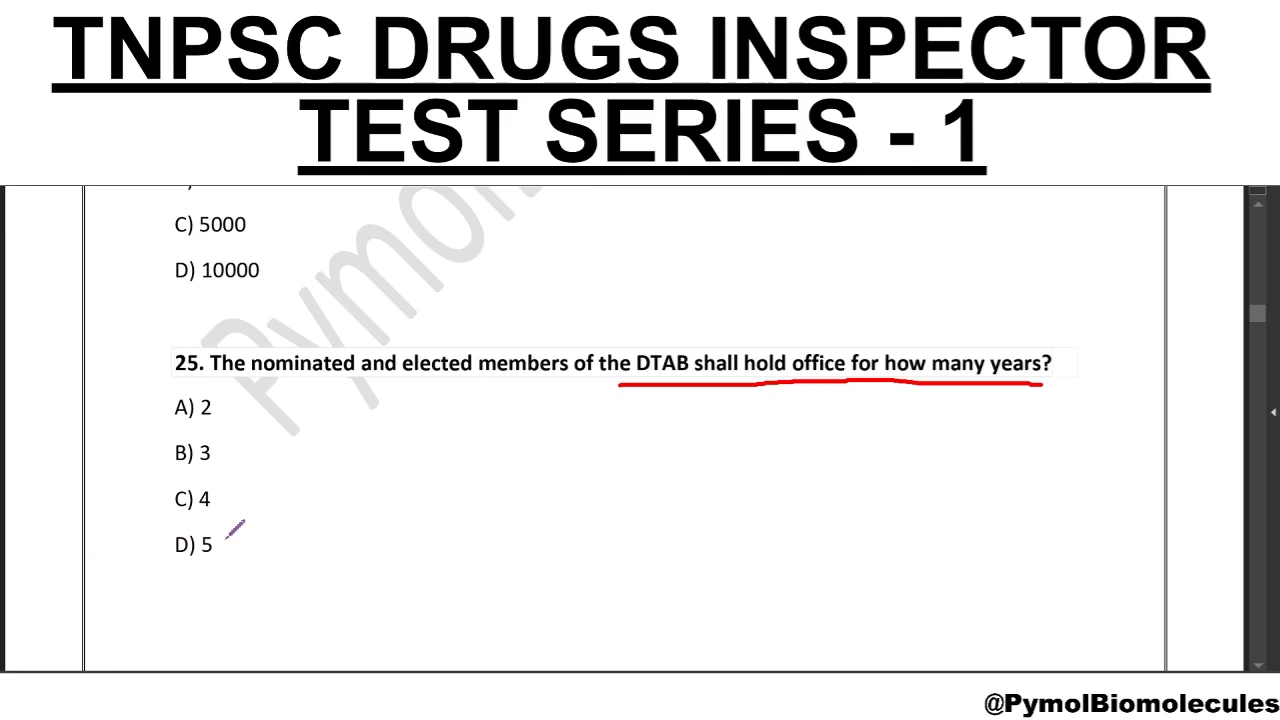 TNPSC DRUGS INSPECTOR
TEST SERIES - 1
C) 5000
D) 10000
25. The nominated and elected members of the DTAB shall hold office for how many years?
A) 2
B) 3
C) 4
D) 5
@PymolBiomolecules